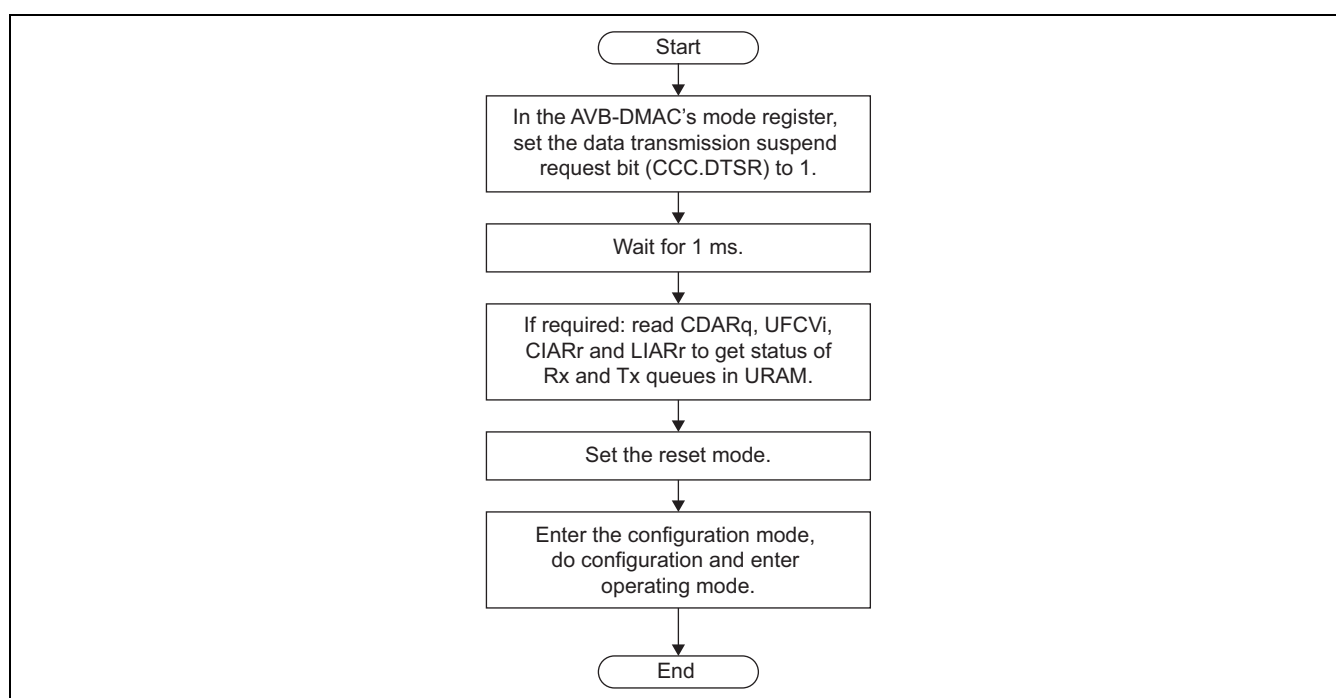 Start
In the AVB-DMAC’s mode register,
set the data transmission suspend
request bit (CCC.DTSR) to 1.
Wait for 1 ms.
If required: read CDARq, UFCVi,
CIARr and LIARr to get status of
Rx and Tx queues in URAM.
Set the reset mode.
Enter the configuration mode,
do configuration and enter
operating mode.
End